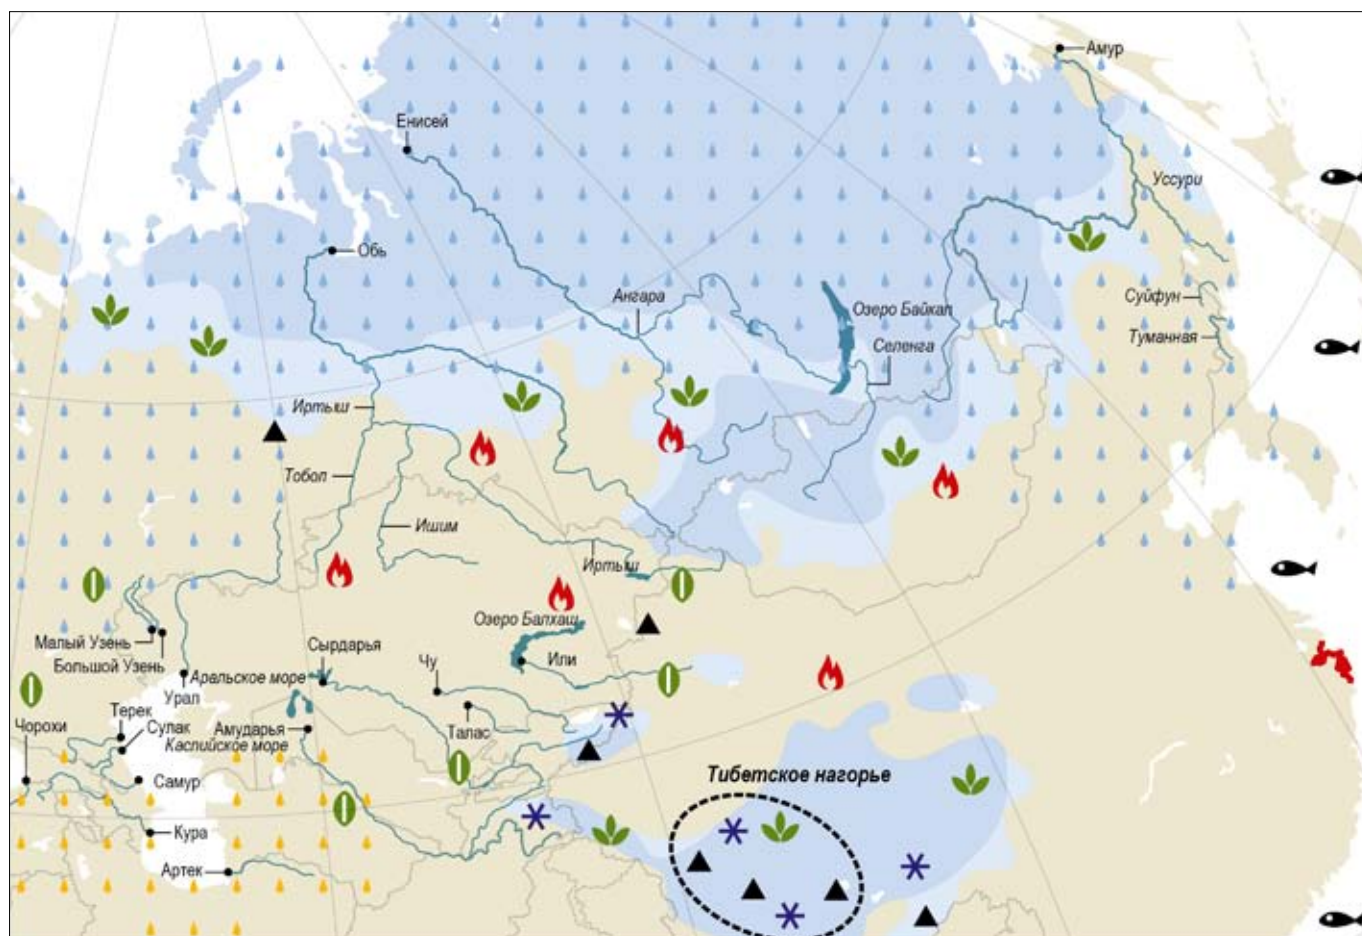 Амур
Енисей
Уссури
Обь
Ангара
Озеро Байкал
Суйфун
Селенга
Туманная
Иртыш
Тобол
Ишим
Иртыш
Озеро Балхаш
Малый Узень
Сырдарья
Большой Узень
Чу
Или
Аральское море
Урал
Терек
Чорохи
Сулак
Амударья
Талас
Каспийское море
Самур
Тибетское нагорье
Кура
Артек